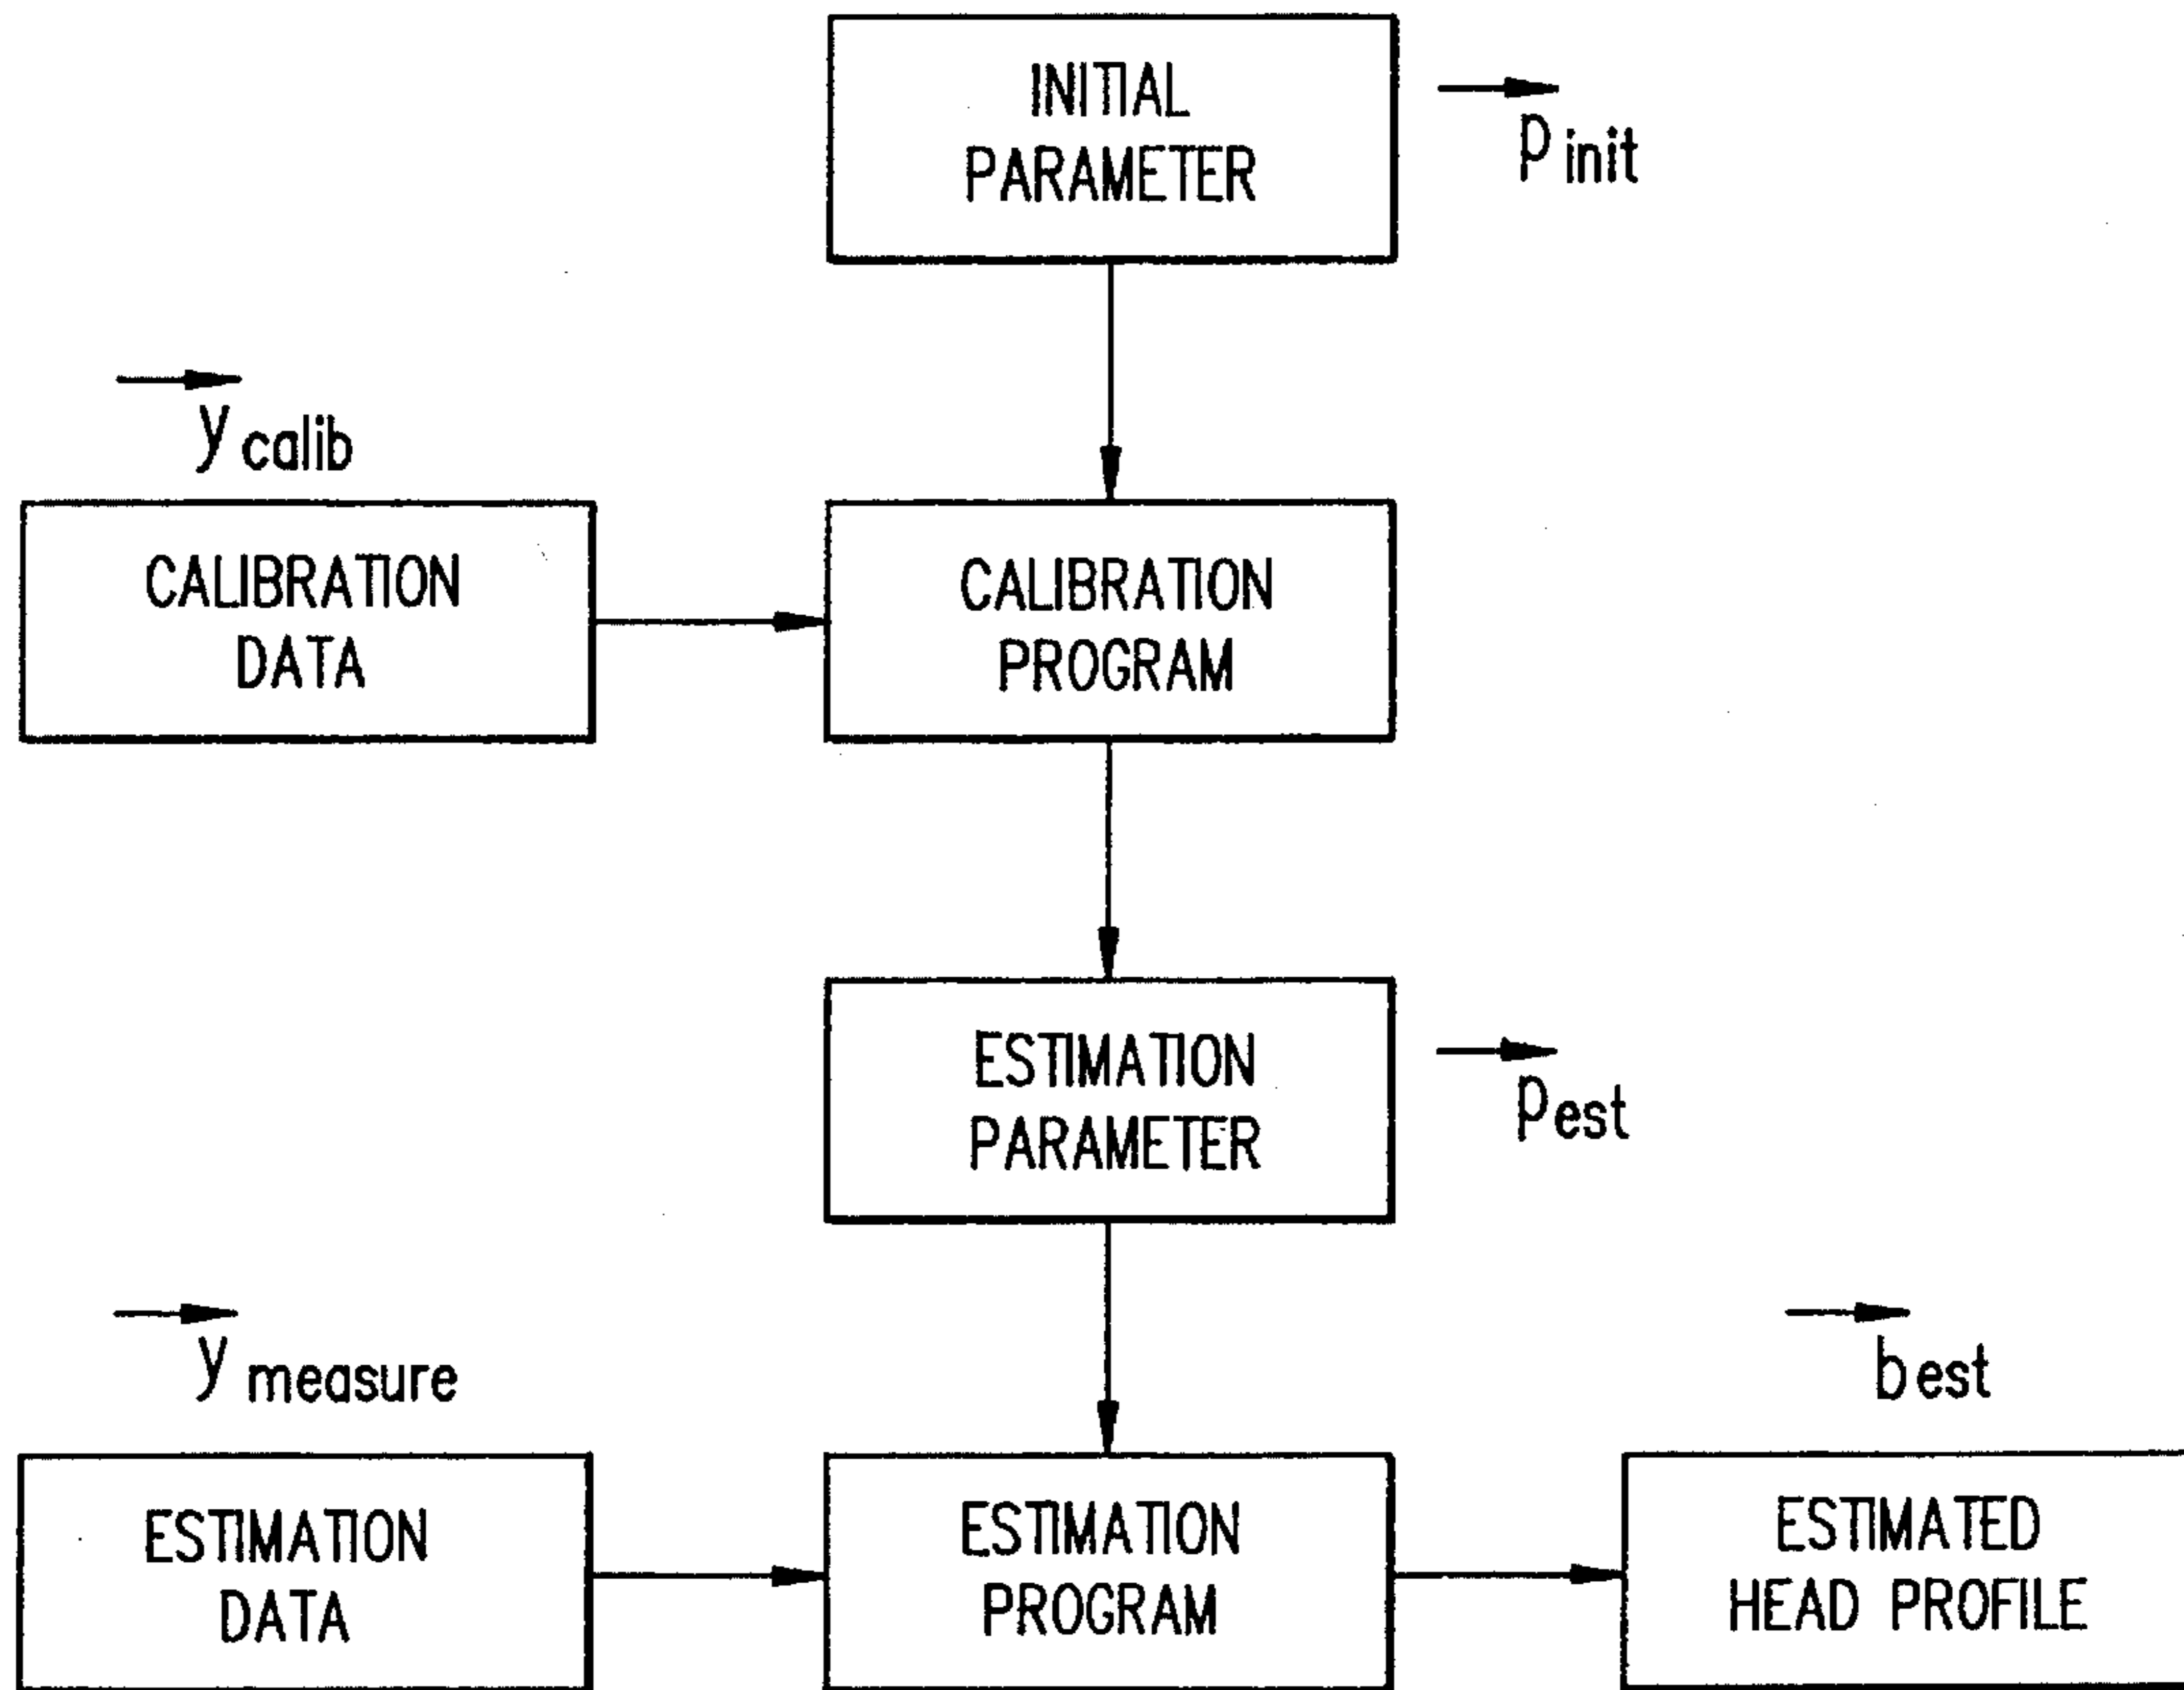 INITIAL
PARAMETER
p init
y calib
CALIBRATION
DATA
CALIBRATION
PROGRAM
ESTIMATION
PARAMETER
p est
y measure
b est
ESTIMATION
DATA
ESTIMATION
PROGRAM
ESTIMATED
HEAD PROFILE